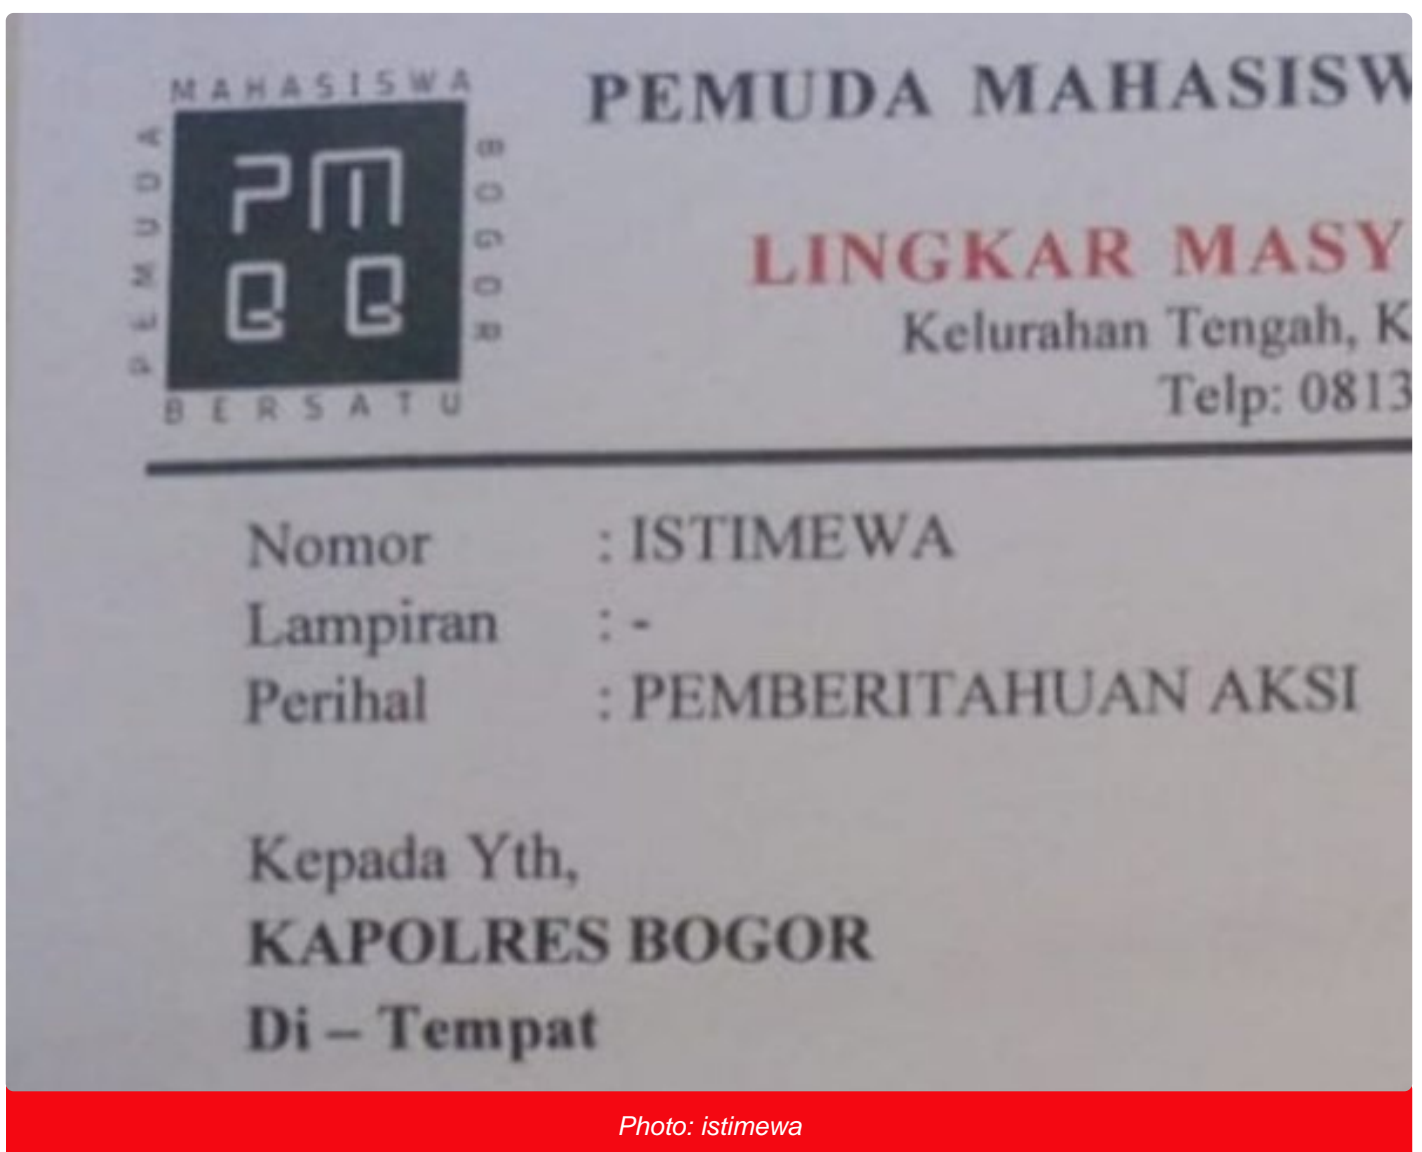 MAHASISWA
PEMUDA
PM
BB
BOGOR
BERSATU
PEMUDA MAHASISW
LINGKAR MASY
Kelurahan Tengah, K
Telp: 0813
Nomor : ISTIMEWA
Lampiran : -
Perihal : PEMBERITAHUAN AKSI
Kepada Yth,
KAPOLRES BOGOR
Di – Tempat
Photo: istimewa